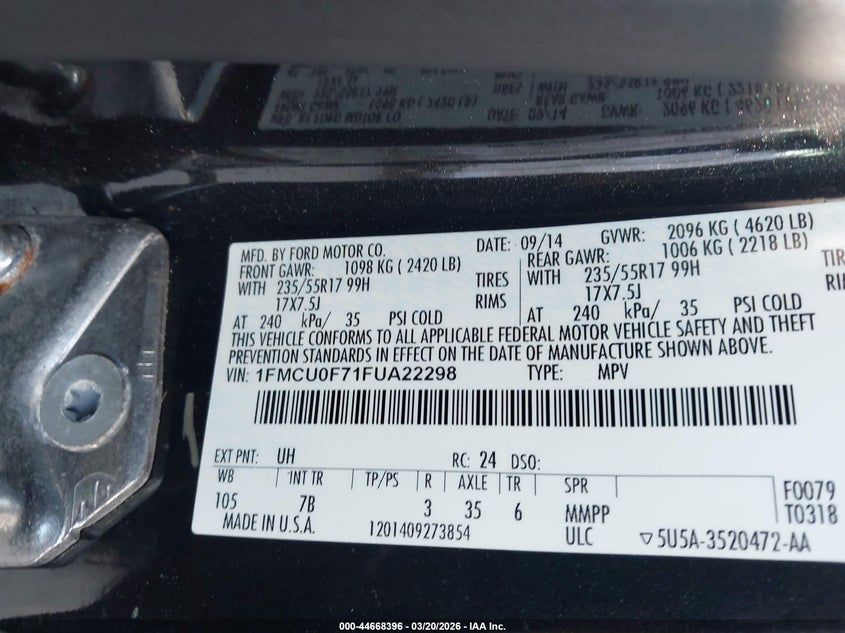 MFD. BY FORD MOTOR CO. DATE: 09/14 GVWR: 2096 KG ( 4620 LB)
FRONT GAWR: 1098 KG ( 2420 LB) REAR GAWR: 1006 KG ( 2218 LB)
WITH 235/55R17 99H TIRES WITH 235/55R17 99H TIRES
17X7.5J RIMS 17X7.5J
AT 240 kPa/ 35 PSI COLD AT 240 kPa/ 35 PSI COLD
THIS VEHICLE CONFORMS TO ALL APPLICABLE FEDERAL MOTOR VEHICLE SAFETY AND THEFT
PREVENTION STANDARDS IN EFFECT ON THE DATE OF MANUFACTURE SHOWN ABOVE.
VIN: 1FMCU0F71FUA22298 TYPE: MPV
EXT PNT: UH RC: 24 DSO:
WB INT TR TP/PS R AXLE TR SPR F0079
105 7B 3 35 6 MMPP T0318
MADE IN U.S.A. 1201409273854 ULC ▽5U5A-3520472-AA
000-44668396 - 03/20/2026 - IAA Inc.